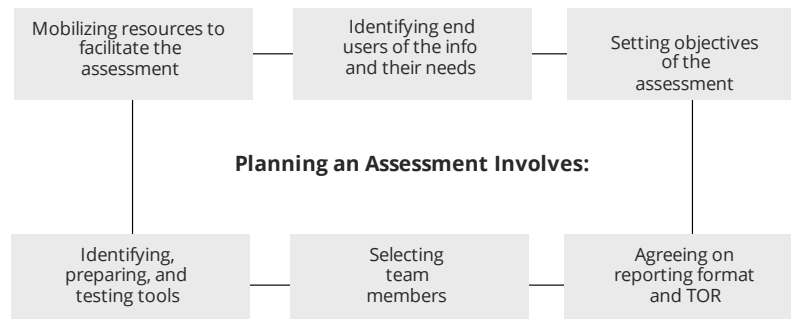 Mobilizing resources to
facilitate the
assessment
Identifying end
users of the info
and their needs
Setting objectives
of the
assessment
Planning an Assessment Involves:
Identifying,
preparing, and
testing tools
Selecting
team
members
Agreeing on
reporting format
and TOR